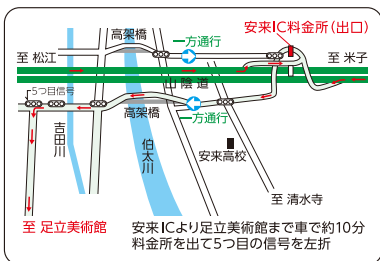 高架橋
一方通行
安来IC料金所(出口)
至 松江
至 米子
山陰道
5つ目信号
高架橋
一方通行
吉田川
伯太川
安来高校
至 清水寺
至 足立美術館
安来ICより足立美術館まで車で約10分
料金所を出て5つ目の信号を左折